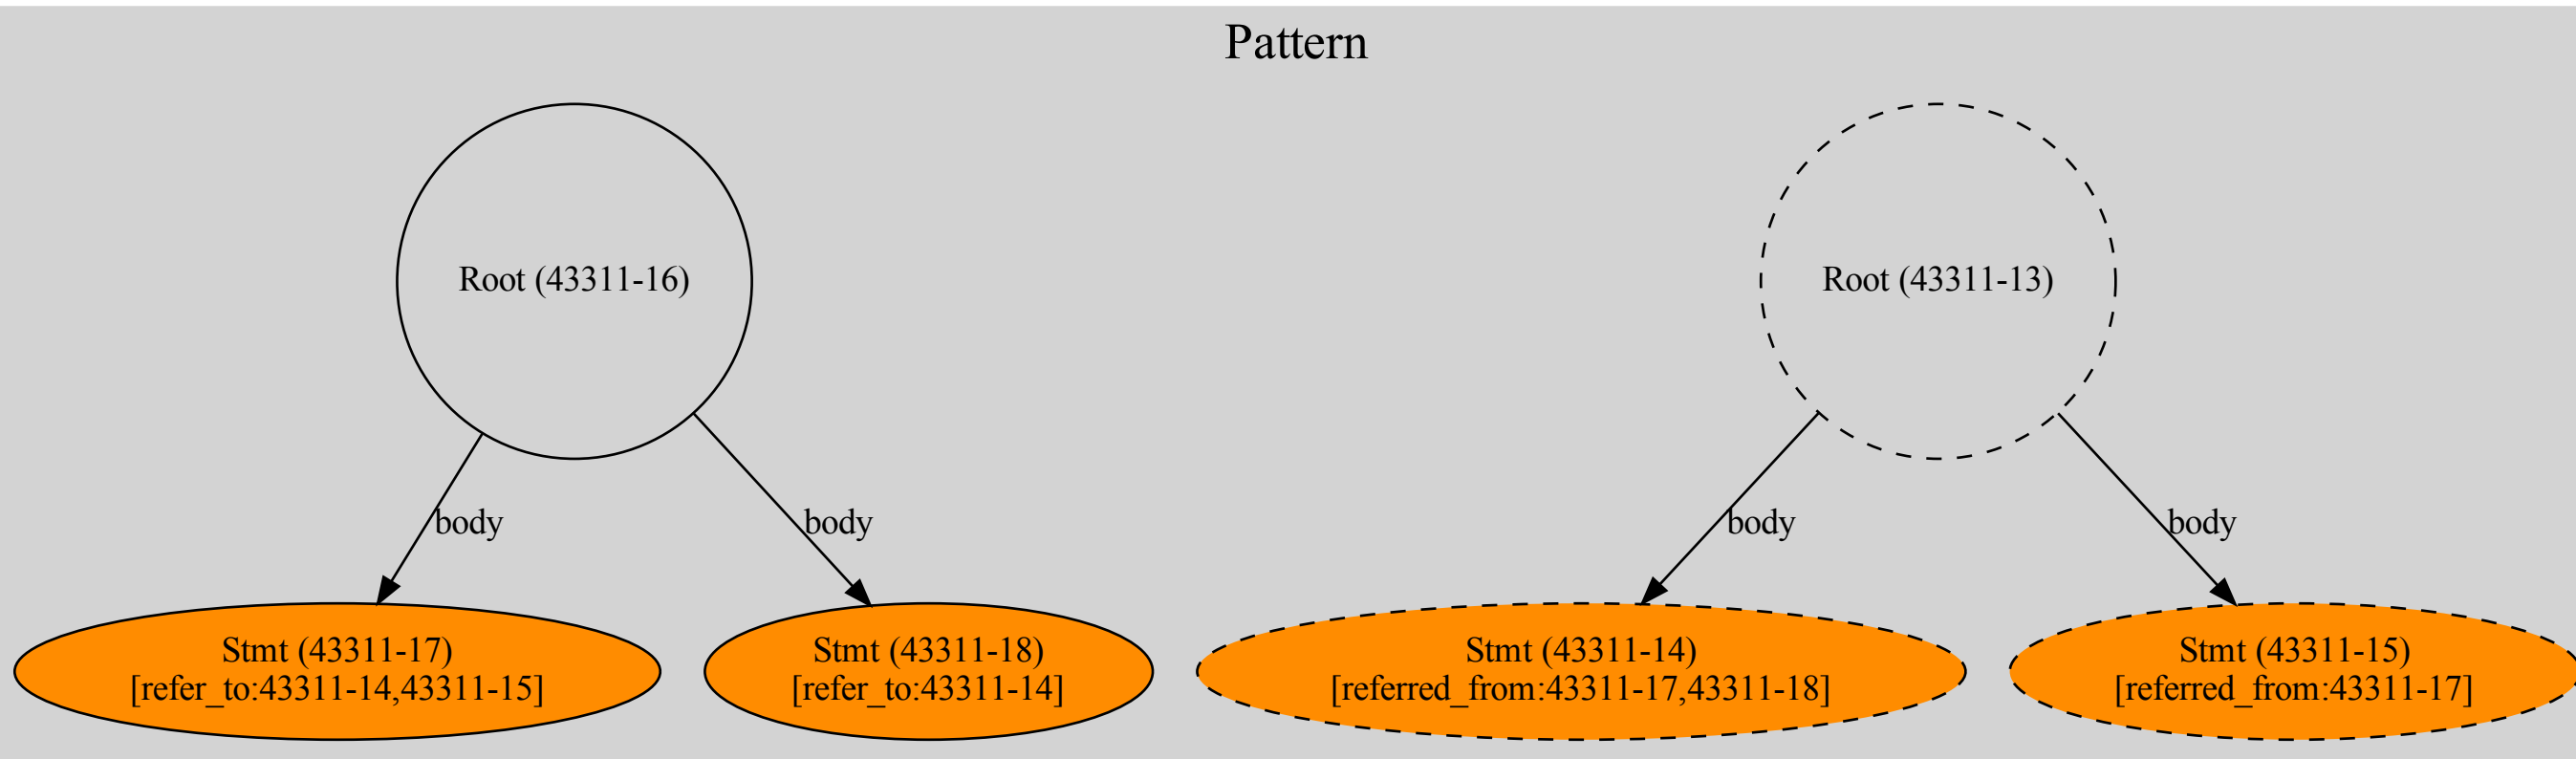 Pattern
Root (43311-16)
Root (43311-13)
body
body
body
body
Stmt (43311-17)
[refer_to:43311-14,43311-15]
Stmt (43311-18)
[refer_to:43311-14]
Stmt (43311-14)
[referred_from:43311-17,43311-18]
Stmt (43311-15)
[referred_from:43311-17]